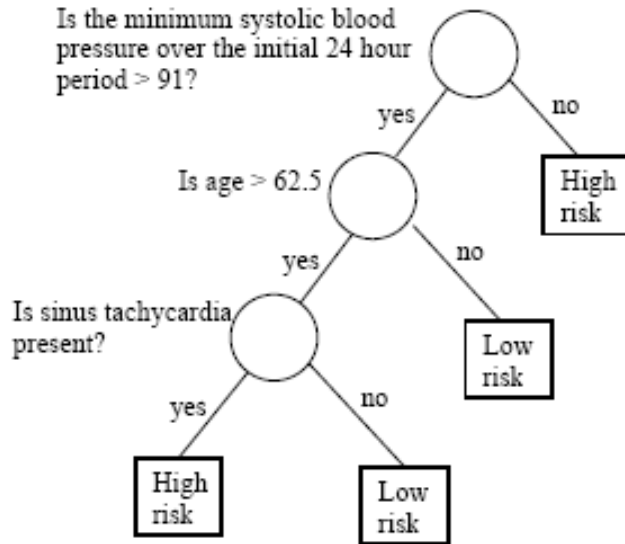 Is the minimum systolic blood
pressure over the initial 24 hour
period > 91?
yes
no
High
risk
Is age > 62.5
yes
no
Low
risk
Is sinus tachycardia
present?
yes
no
High
risk
Low
risk